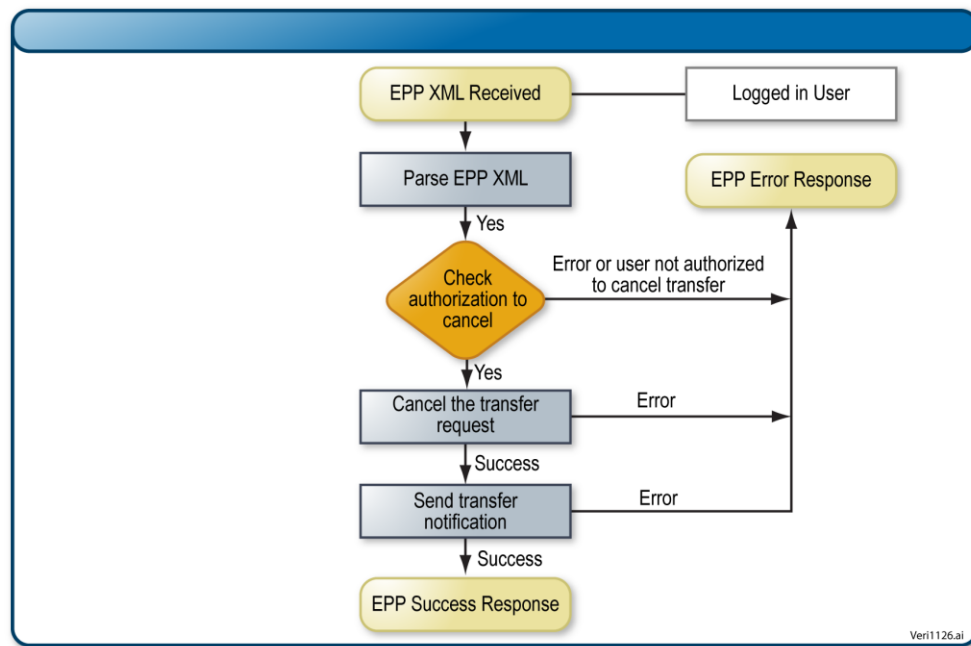 EPP XML Received
Logged in User
Parse EPP XML
EPP Error Response
Yes
Check
authorization to
cancel
Error or user not authorized
to cancel transfer
Yes
Cancel the transfer
request
Error
Success
Send transfer
notification
Error
Success
EPP Success Response
Veri1126.ai